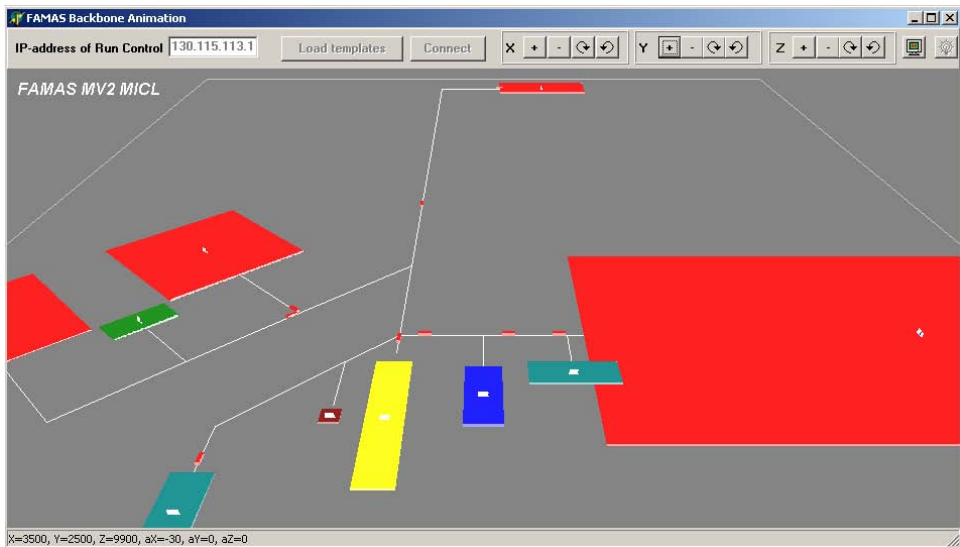 FAMAS Backbone Animation
IP-address of Run Control 130.115.113.1 Load templates Connect X + - Y + - Z + -
FAMAS MV2 MICL
X=3500, Y=2500, Z=9900, aX=-30, aY=0, aZ=0